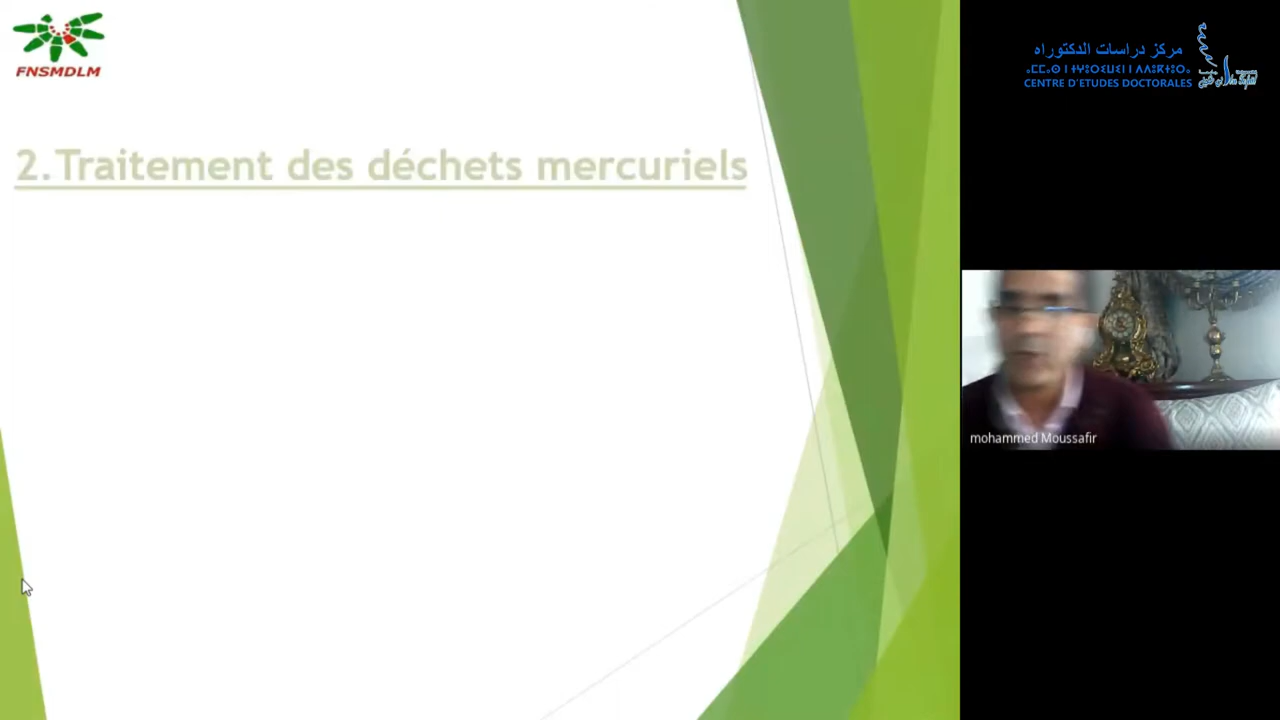 FNSMDLM
2. Traitement des déchets mercuriels
مركز دراسات الدكتوراه
CENTRE D'ETUDES DOCTORALES
mohammed Moussafir